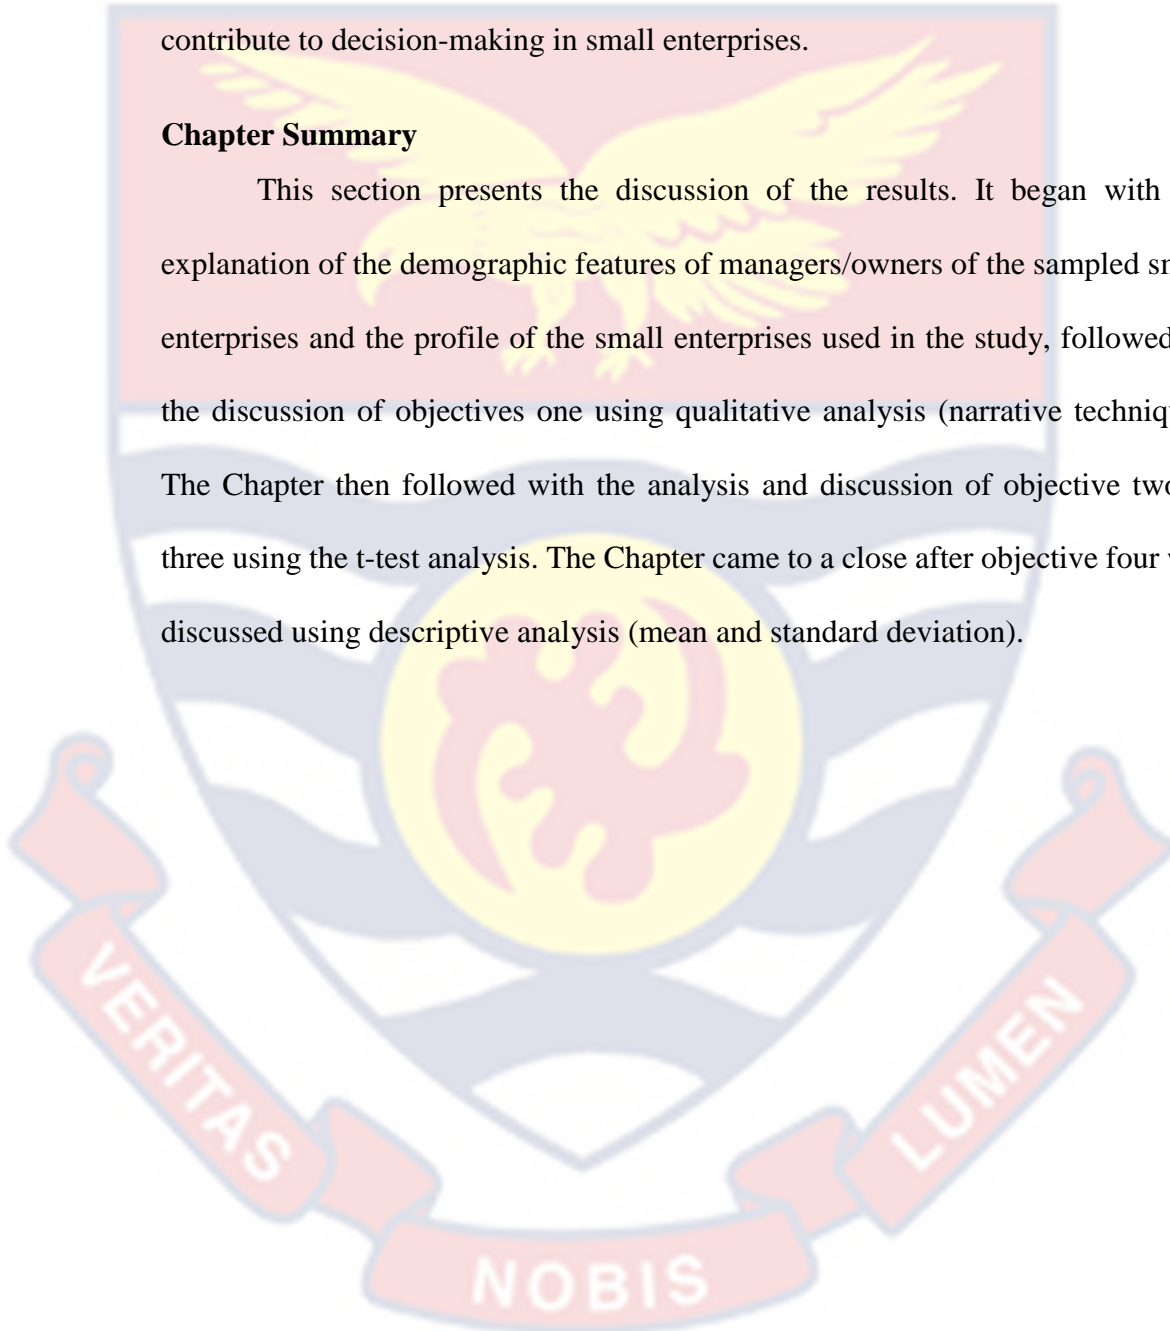 contribute to decision-making in small enterprises.
Chapter Summary
This section presents the discussion of the results. It began with
explanation of the demographic features of managers/owners of the sampled
enterprises and the profile of the small enterprises used in the study, followed
the discussion of objectives one using qualitative analysis (narrative
The Chapter then followed with the analysis and discussion of objective two
three using the t-test analysis. The Chapter came to a close after objective four
discussed using descriptive analysis (mean and standard deviation).
VERITAS
NOBIS
LUMEN